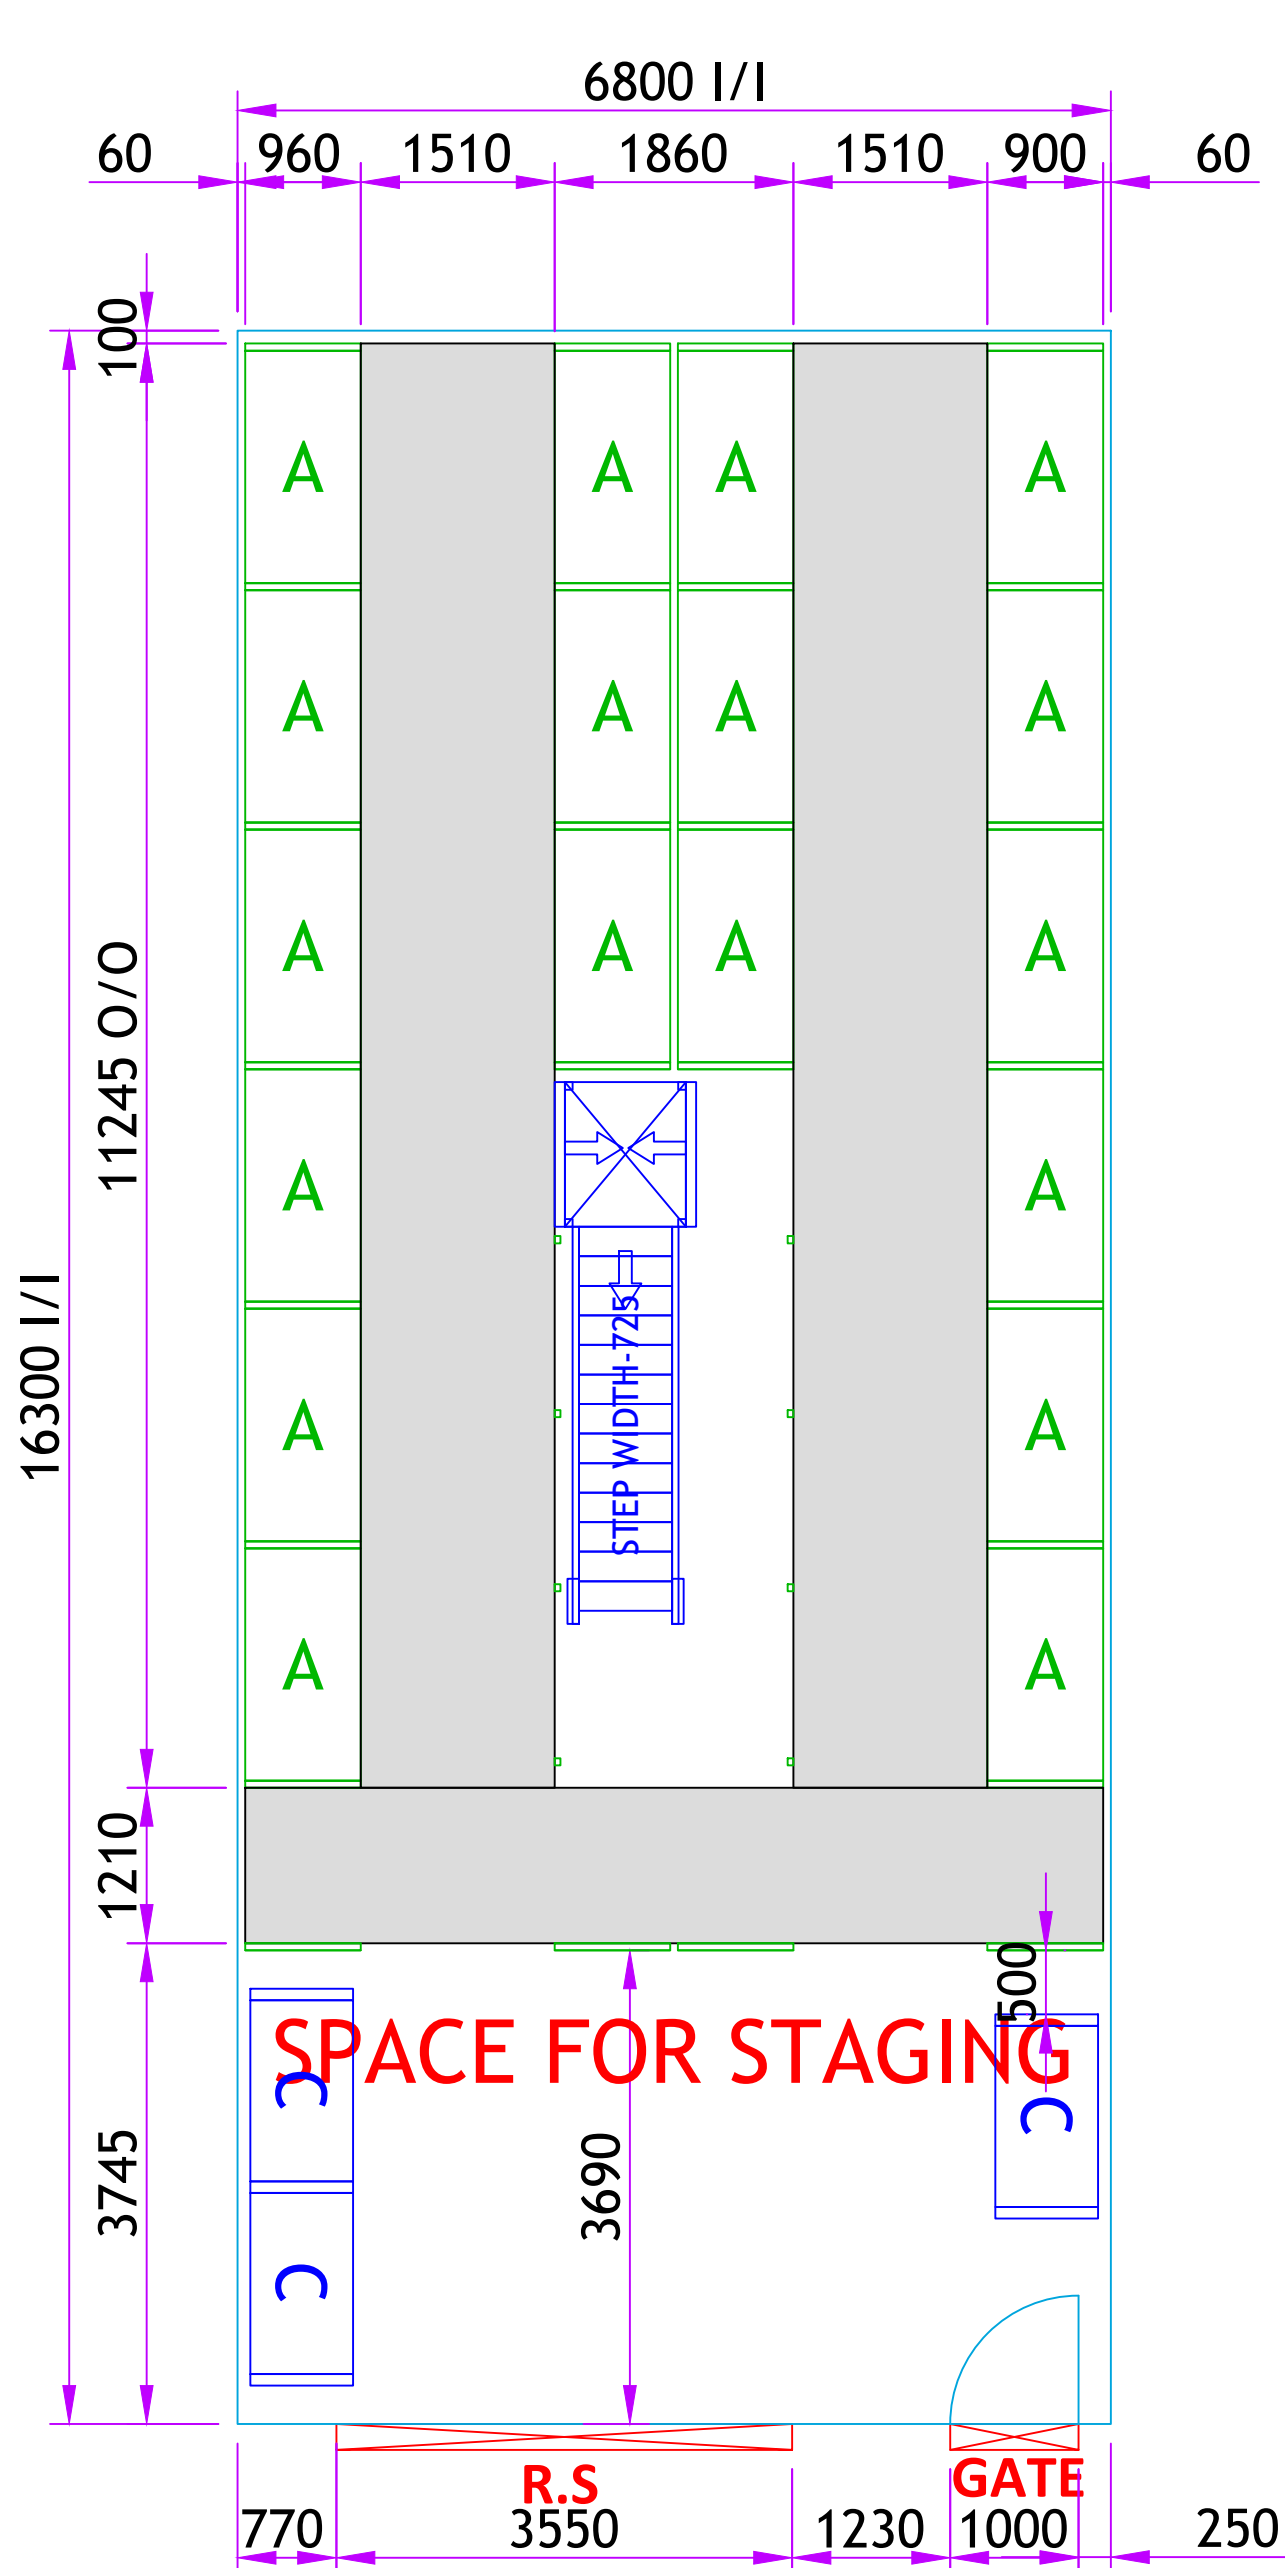 6800 I/I
60 960 1510 1860 1510 900 60
100
A A A A
A A A A
A A A A
11245 O/O
A A
STEP WIDTH-725
16300 I/I
A A
A A
1210
500
SPACE FOR STAGING
C C
3745
3690
C
R.S GATE
770 3550 1230 1000 250